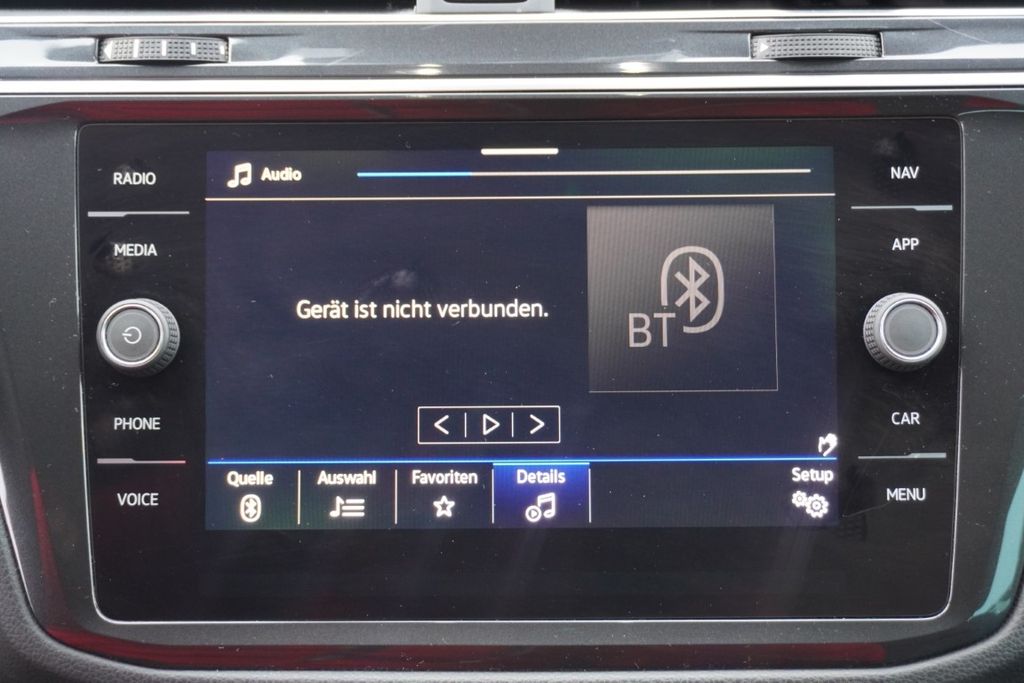 RADIO
MEDIA
PHONE
VOICE
Audio
Gerät ist nicht verbunden.
BT
Quelle
Auswahl
Favoriten
Details
Setup
NAV
APP
CAR
MENU